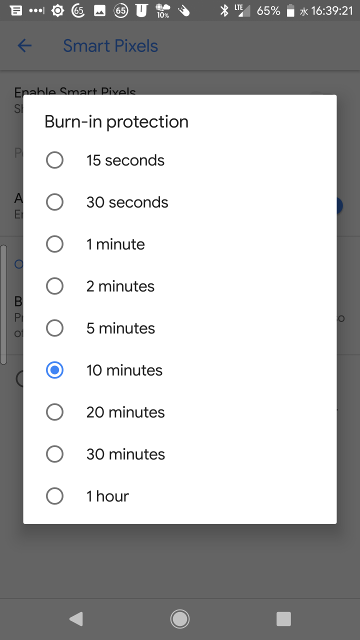 65 65 10% LTE 65% 水 16:39:21
Smart Pixels
Enable Smart Pixels
Burn-in protection
15 seconds
30 seconds
1 minute
2 minutes
5 minutes
10 minutes
20 minutes
30 minutes
1 hour